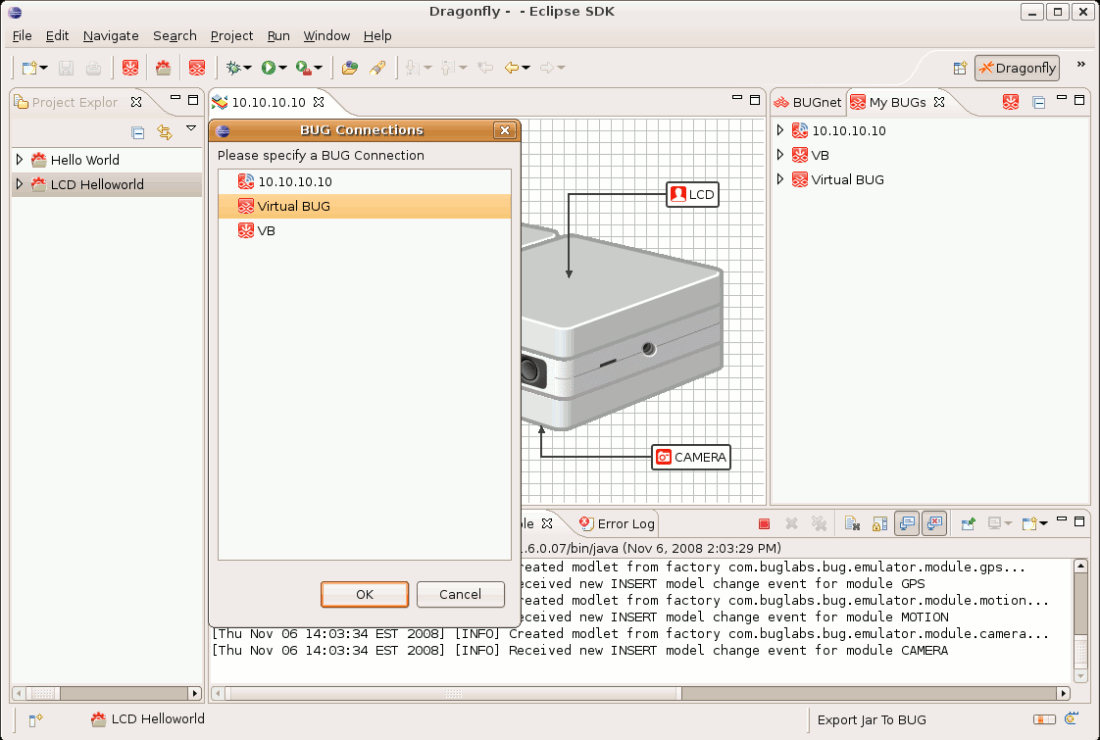 Dragonfly -  - Eclipse SDK
File Edit Navigate Search Project Run Window Help
Dragonfly »
Project Explor
10.10.10.10
BUGnet My BUGs
Hello World
LCD Helloworld
BUG Connections
Please specify a BUG Connection
10.10.10.10
Virtual BUG
VB
OK Cancel
LCD
CAMERA
10.10.10.10
VB
Virtual BUG
Error Log
.6.0.07/bin/java (Nov 6, 2008 2:03:29 PM)
reated modlet from factory com.buglabs.bug.emulator.module.gps...
eceived new INSERT model change event for module GPS
reated modlet from factory com.buglabs.bug.emulator.module.motion...
eceived new INSERT model change event for module MOTION
[Thu Nov 06 14:03:34 EST 2008] [INFO] Created modlet from factory com.buglabs.bug.emulator.module.camera...
[Thu Nov 06 14:03:34 EST 2008] [INFO] Received new INSERT model change event for module CAMERA
LCD Helloworld
Export Jar To BUG